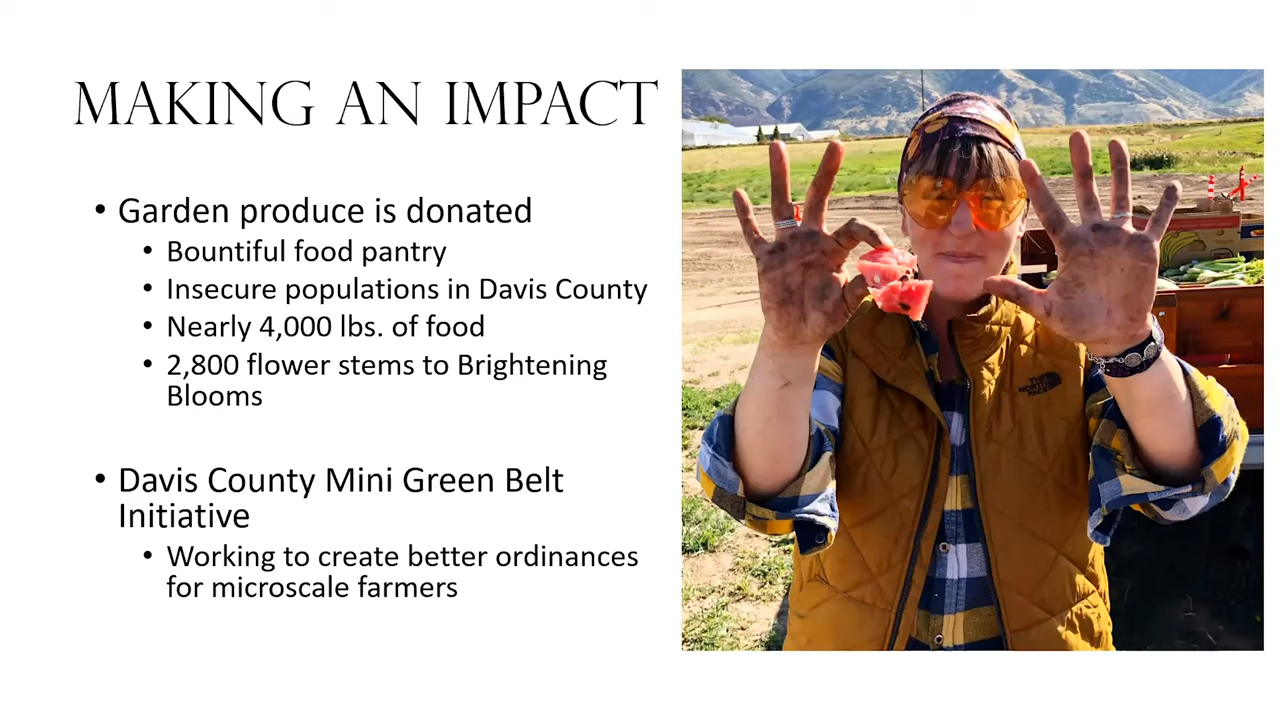 MAKING AN IMPACT
• Garden produce is donated
• Bountiful food pantry
• Insecure populations in Davis County
• Nearly 4,000 lbs. of food
• 2,800 flower stems to Brightening
Blooms
• Davis County Mini Green Belt
Initiative
• Working to create better ordinances
for microscale farmers
THE
NORTH
FACE